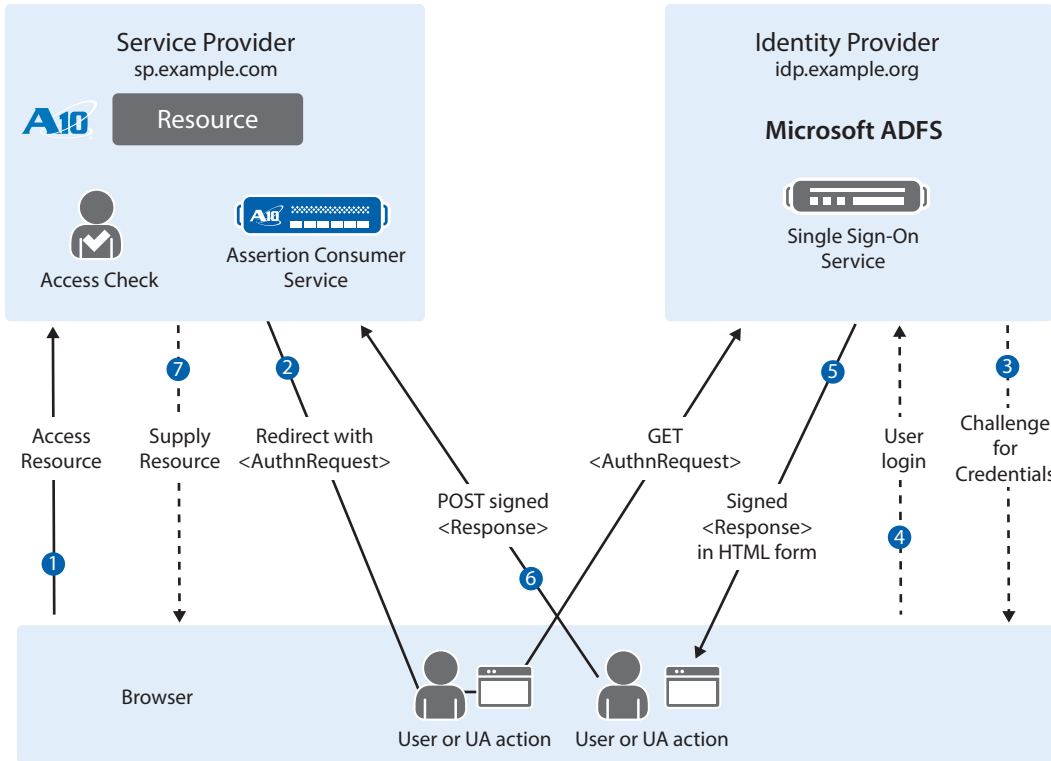 Service Provider
sp.example.com
A10
Resource
Access Check
A10
Assertion Consumer
Service
Identity Provider
idp.example.org
Microsoft ADFS
Single Sign-On
Service
7
2
5
3
Access
Resource
Supply
Resource
Redirect with
<AuthnRequest>
GET
<AuthnRequest>
User
login
Challenge
for
Credentials
POST signed
<Response>
Signed
<Response>
in HTML form
1
6
4
Browser
User or UA action
User or UA action